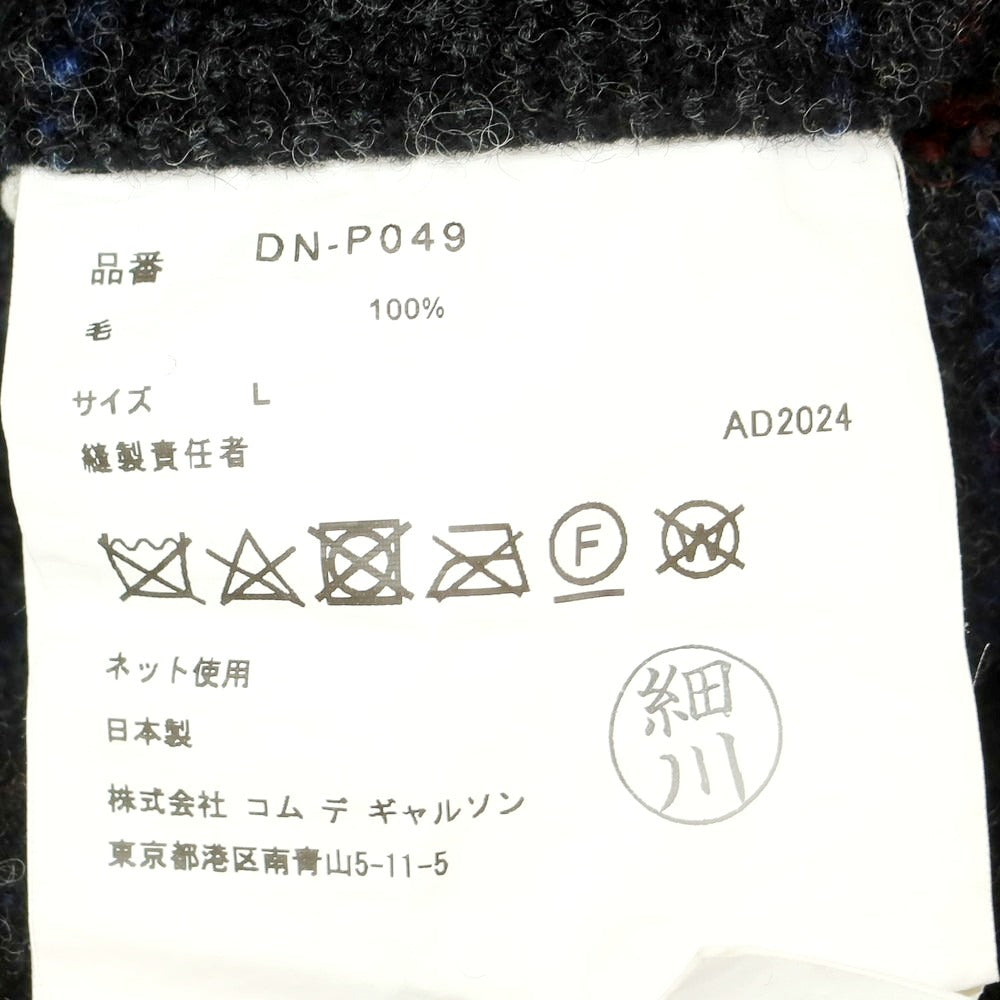 品番 DN-P049
毛 100%
サイズ L
縫製責任者 AD2024
F W
ネット使用
日本製
細川
株式会社 コム デ ギャルソン
東京都港区南青山5-11-5